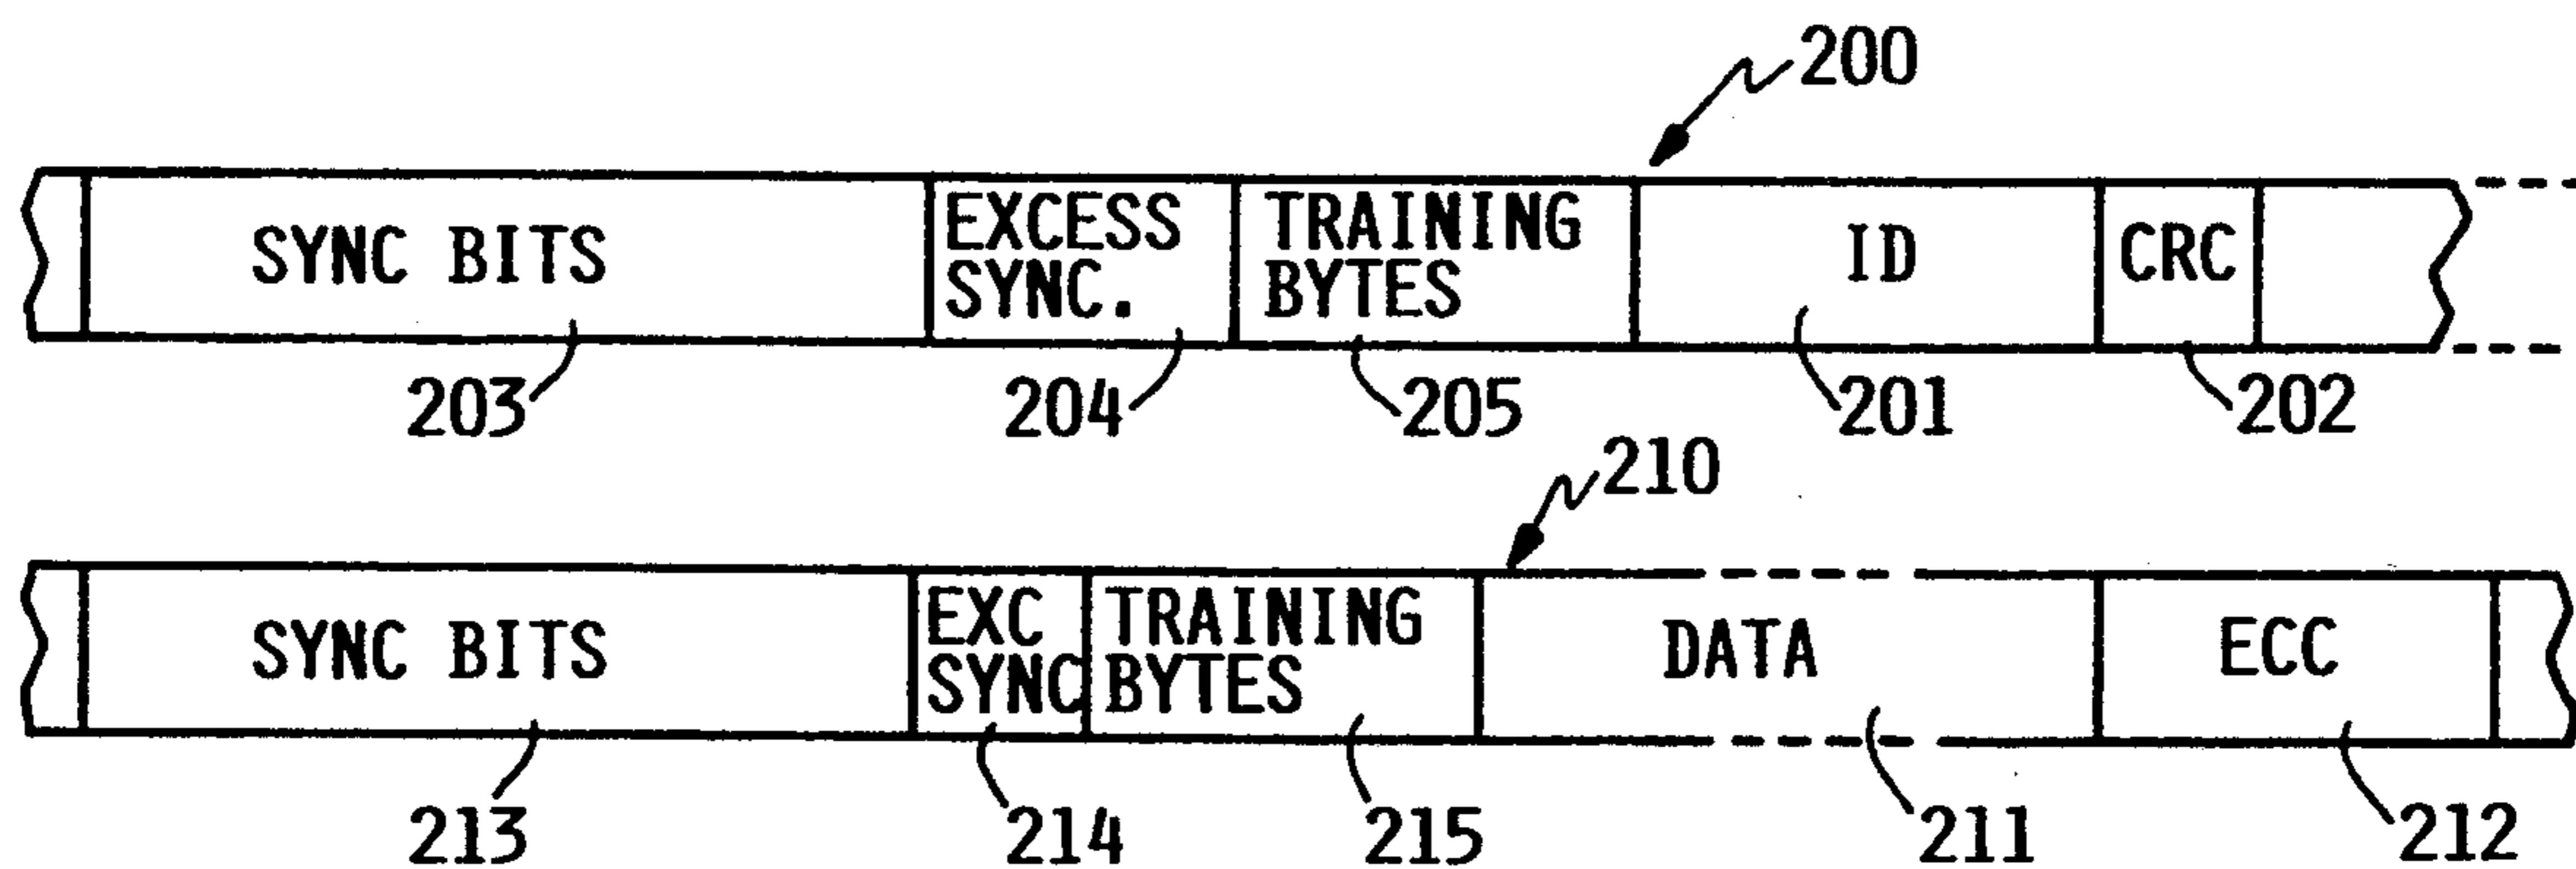 200
SYNC BITS
EXCESS
SYNC.
TRAINING
BYTES
ID
CRC
203
204
205
201
202
210
SYNC BITS
EXC
SYNC
TRAINING
BYTES
DATA
ECC
213
214
215
211
212